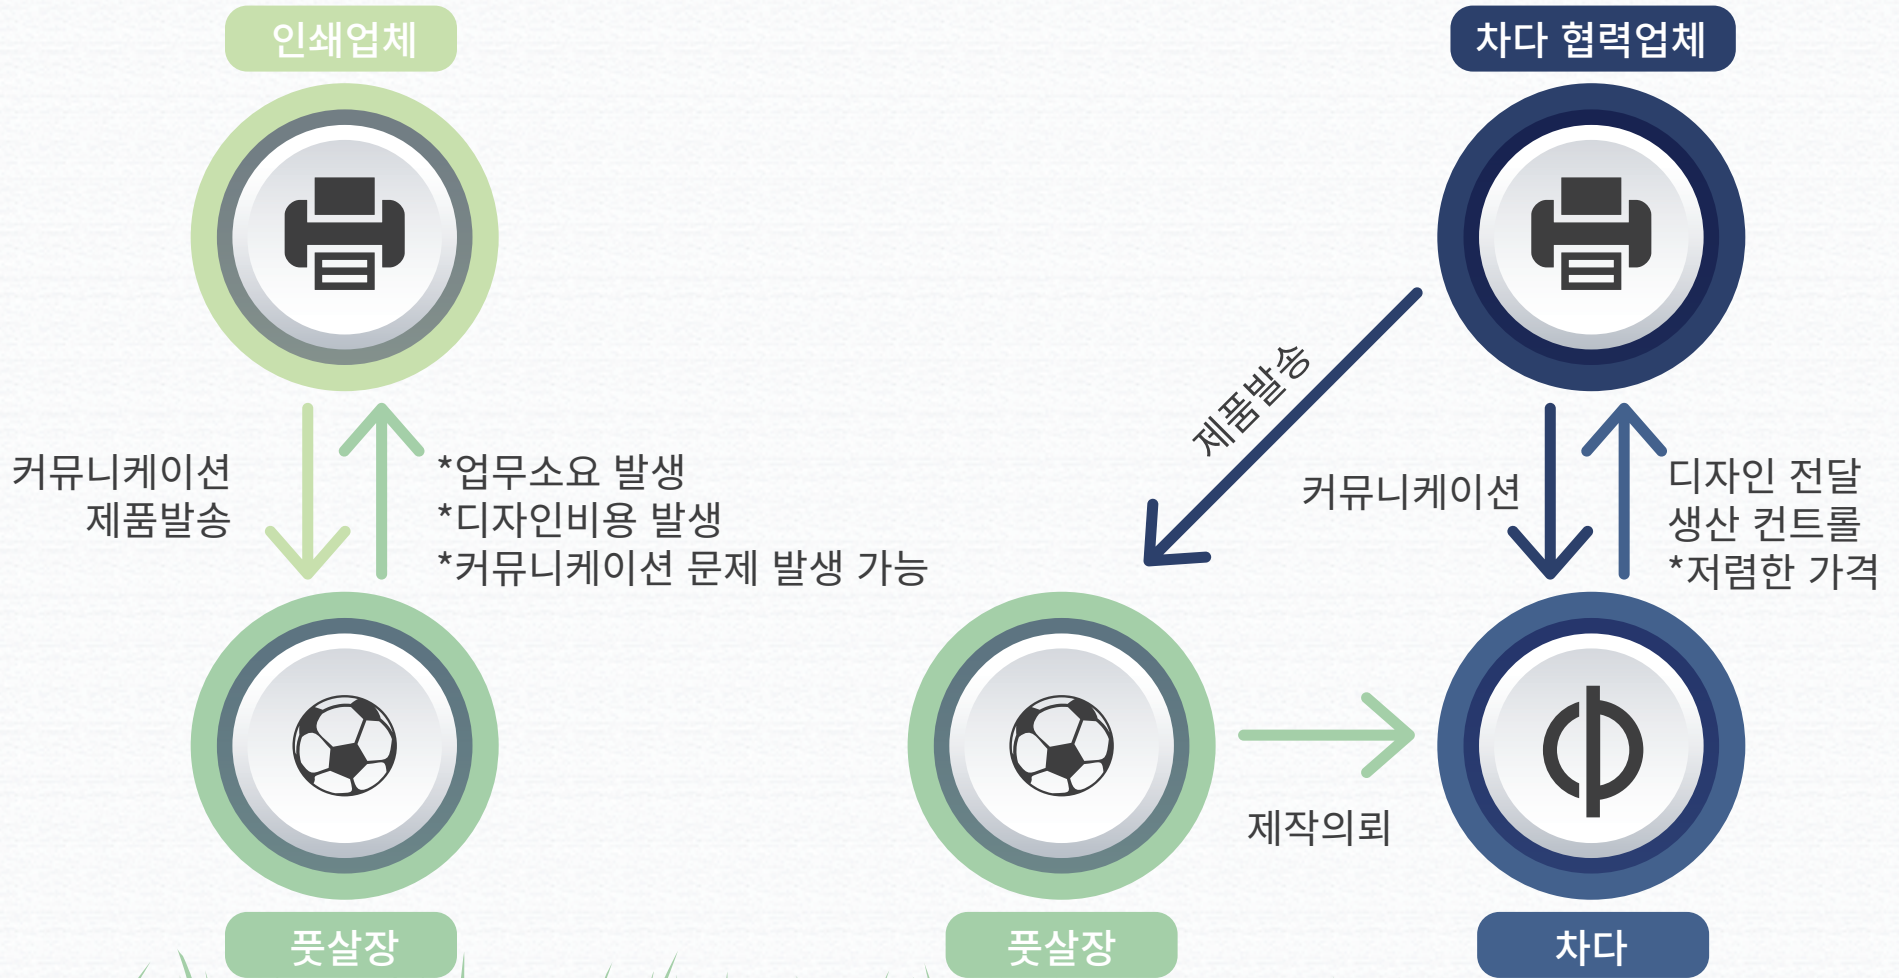 인쇄업체
커뮤니케이션
제품발송
*업무소요 발생
*디자인비용 발생
*커뮤니케이션 문제 발생 가능
풋살장
차다 협력업체
제품발송
커뮤니케이션
디자인 전달
생산 컨트롤
*저렴한 가격
제작의뢰
풋살장
차다